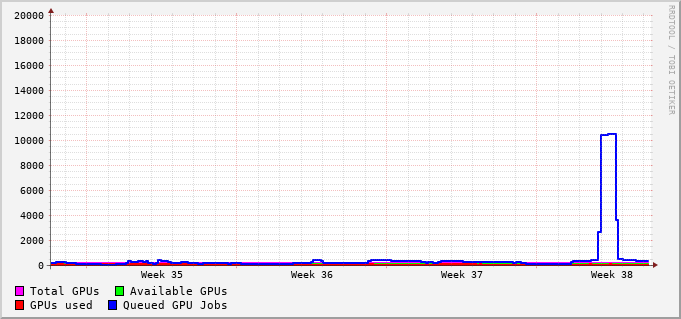 20000
18000
16000
14000
12000
10000
8000
6000
4000
2000
0
Week 35 Week 36 Week 37 Week 38
Total GPUs Available GPUs
GPUs used Queued GPU Jobs
RRDTOOL / TOBI OETIKER